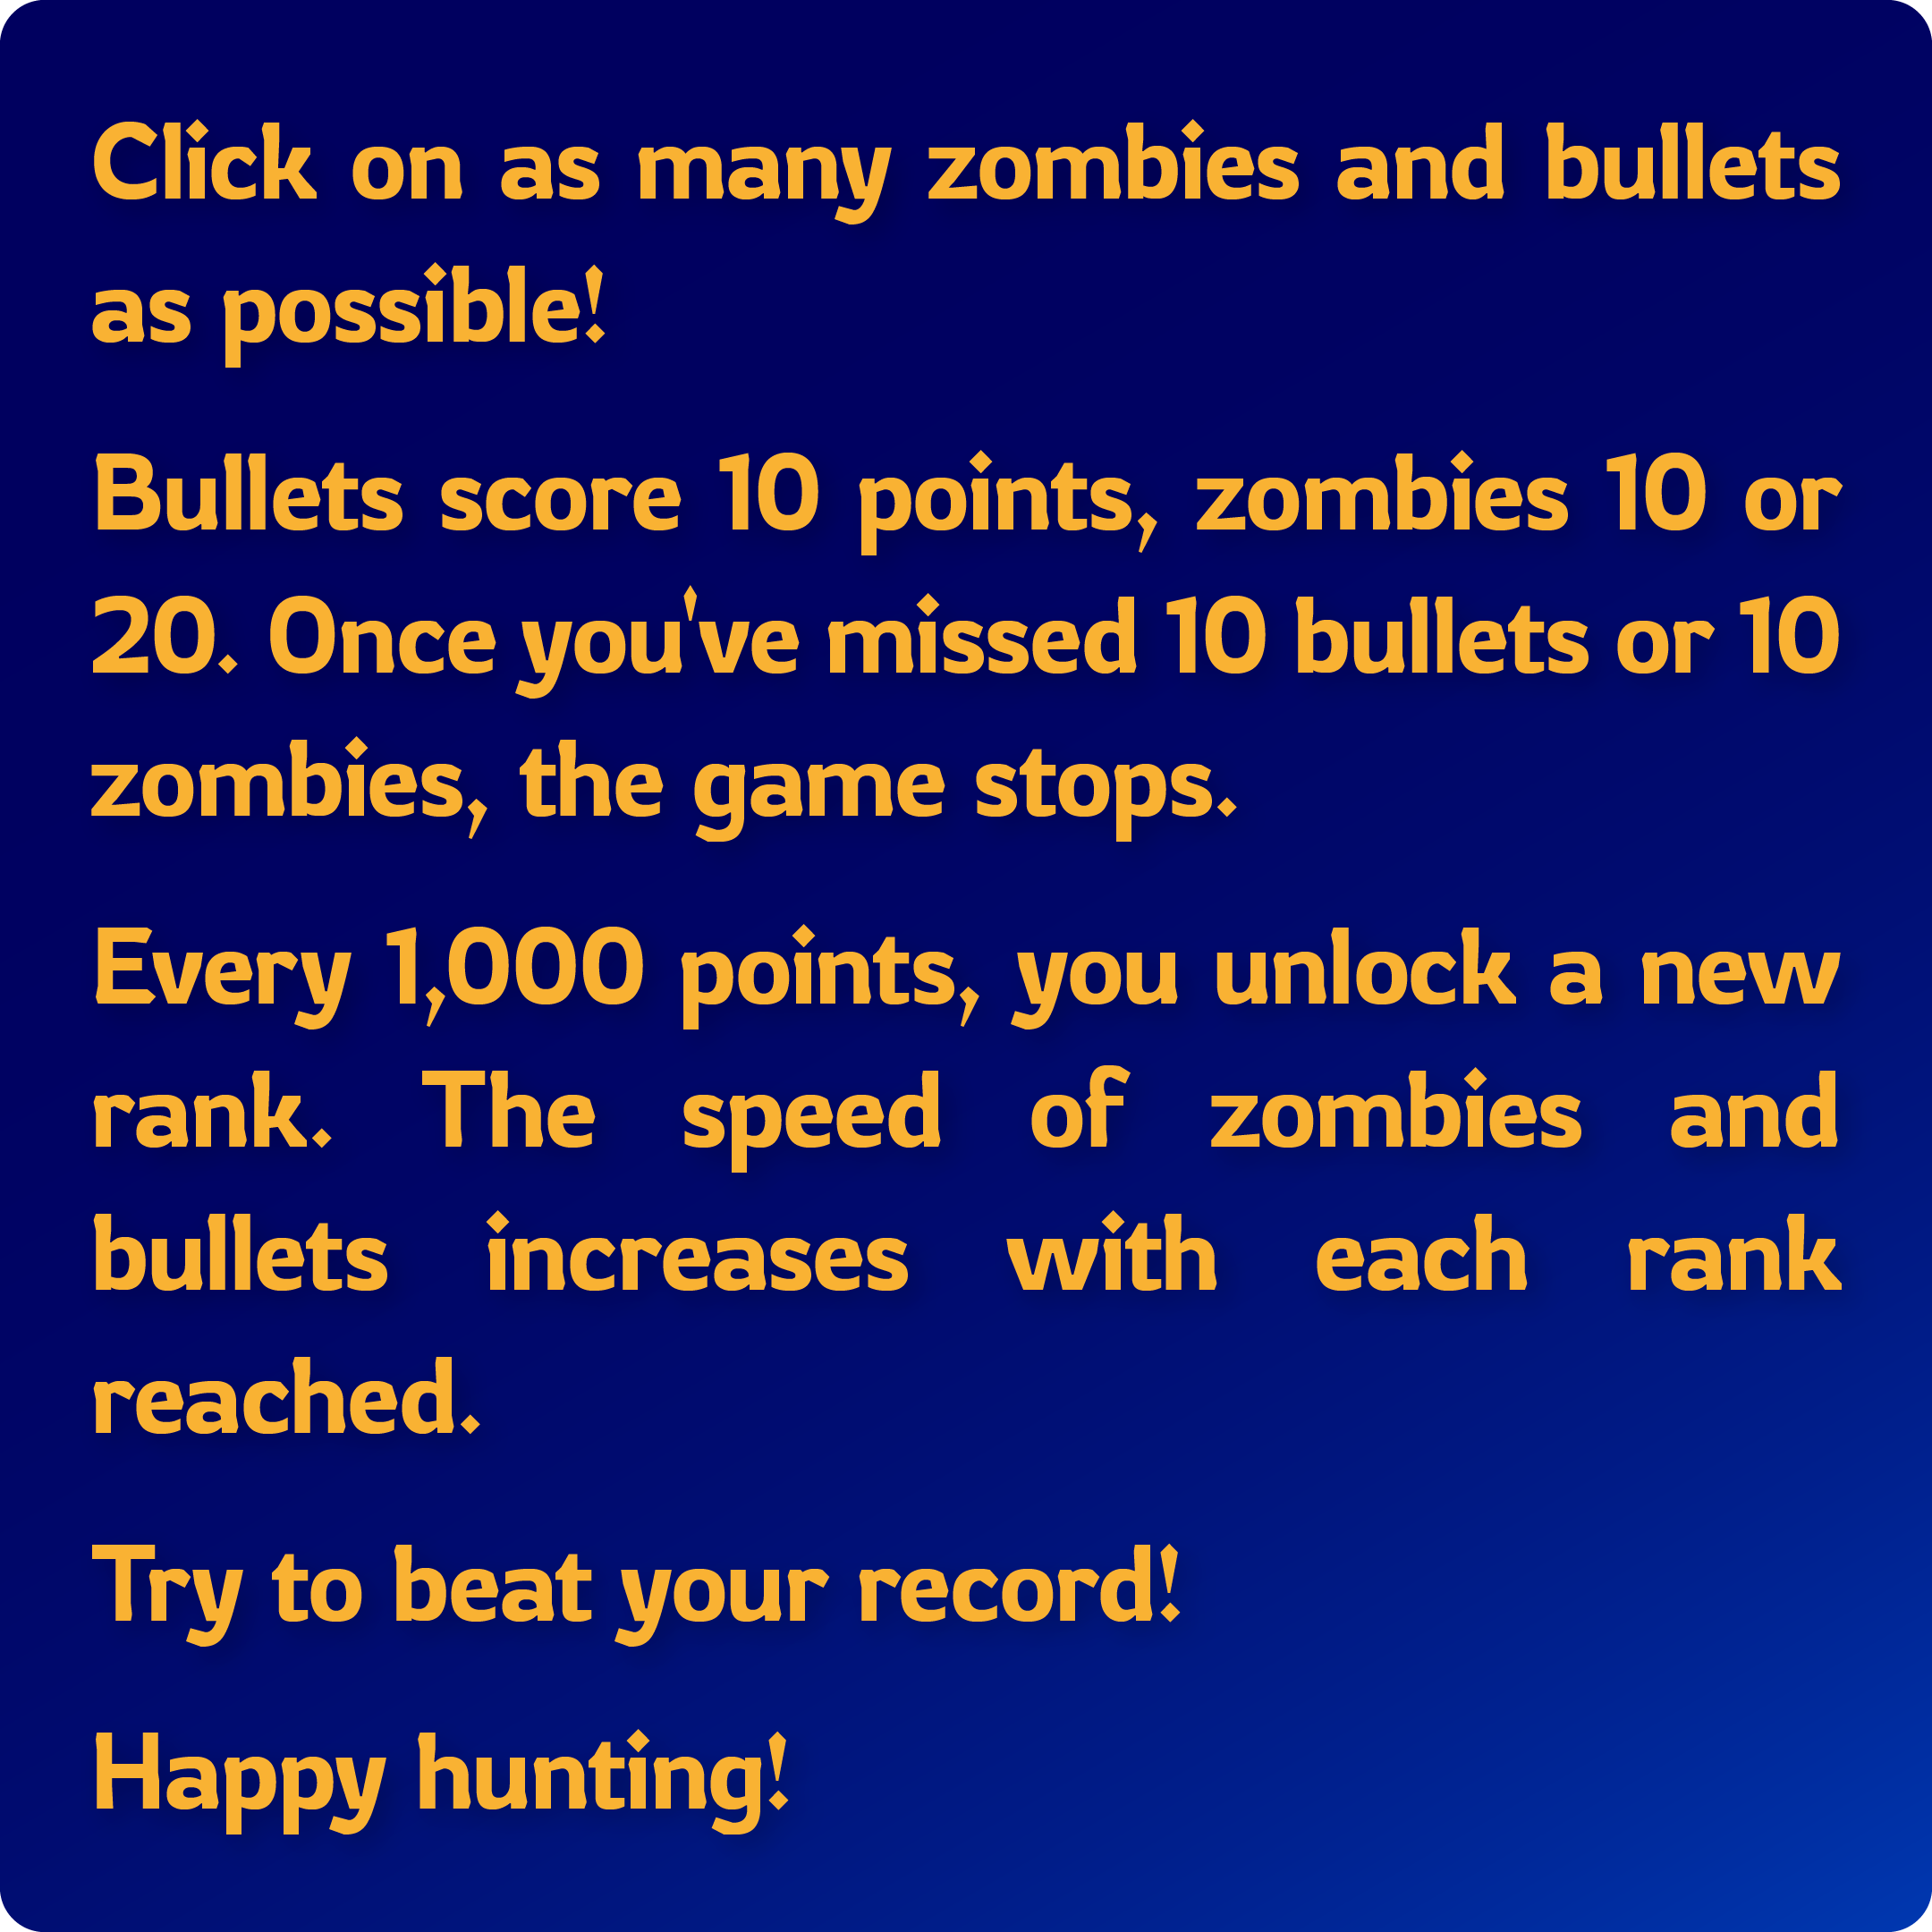 Click on as many zombies and bullets
as possible!
Bullets score 10 points, zombies 10 or
20. Once you've missed 10 bullets or 10
zombies, the game stops.
Every 1,000 points, you unlock a new
rank. The speed of zombies and
bullets increases with each rank
reached.
Try to beat your record!
Happy hunting!